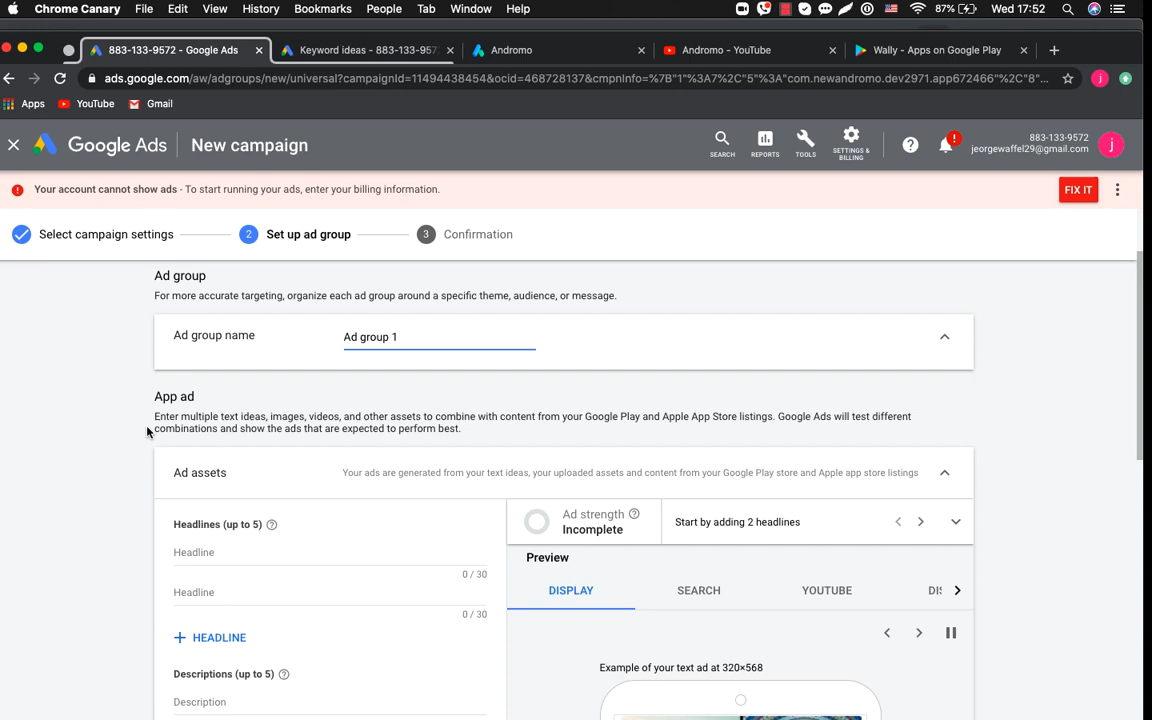 Chrome Canary File Edit View History Bookmarks People Tab Window Help 87% Wed 17:52
883-133-9572 - Google Ads Keyword ideas - 883-133-957 Andromo Andromo - YouTube Wally - Apps on Google Play
ads.google.com/aw/adgroups/new/universal?campaignId=11494438454&ocid=468728137&cmpnInfo=%7B"1"%3A7%2C"5"%3A"com.newandromo.dev2971.app672466"%2C"8"...
Apps YouTube Gmail
Google Ads New campaign
SEARCH REPORTS TOOLS SETTINGS & BILLING
883-133-9572
jeorgewaffel29@gmail.com
j
Your account cannot show ads - To start running your ads, enter your billing information. FIX IT
Select campaign settings 2 Set up ad group 3 Confirmation
Ad group
For more accurate targeting, organize each ad group around a specific theme, audience, or message.
Ad group name Ad group 1
App ad
Enter multiple text ideas, images, videos, and other assets to combine with content from your Google Play and Apple App Store listings. Google Ads will test different
combinations and show the ads that are expected to perform best.
Ad assets Your ads are generated from your text ideas, your uploaded assets and content from your Google Play store and Apple app store listings
Headlines (up to 5)
Headline
0 / 30
Headline
0 / 30
+ HEADLINE
Descriptions (up to 5)
Description
Ad strength
Incomplete
Start by adding 2 headlines
Preview
DISPLAY SEARCH YOUTUBE DIS
Example of your text ad at 320×568